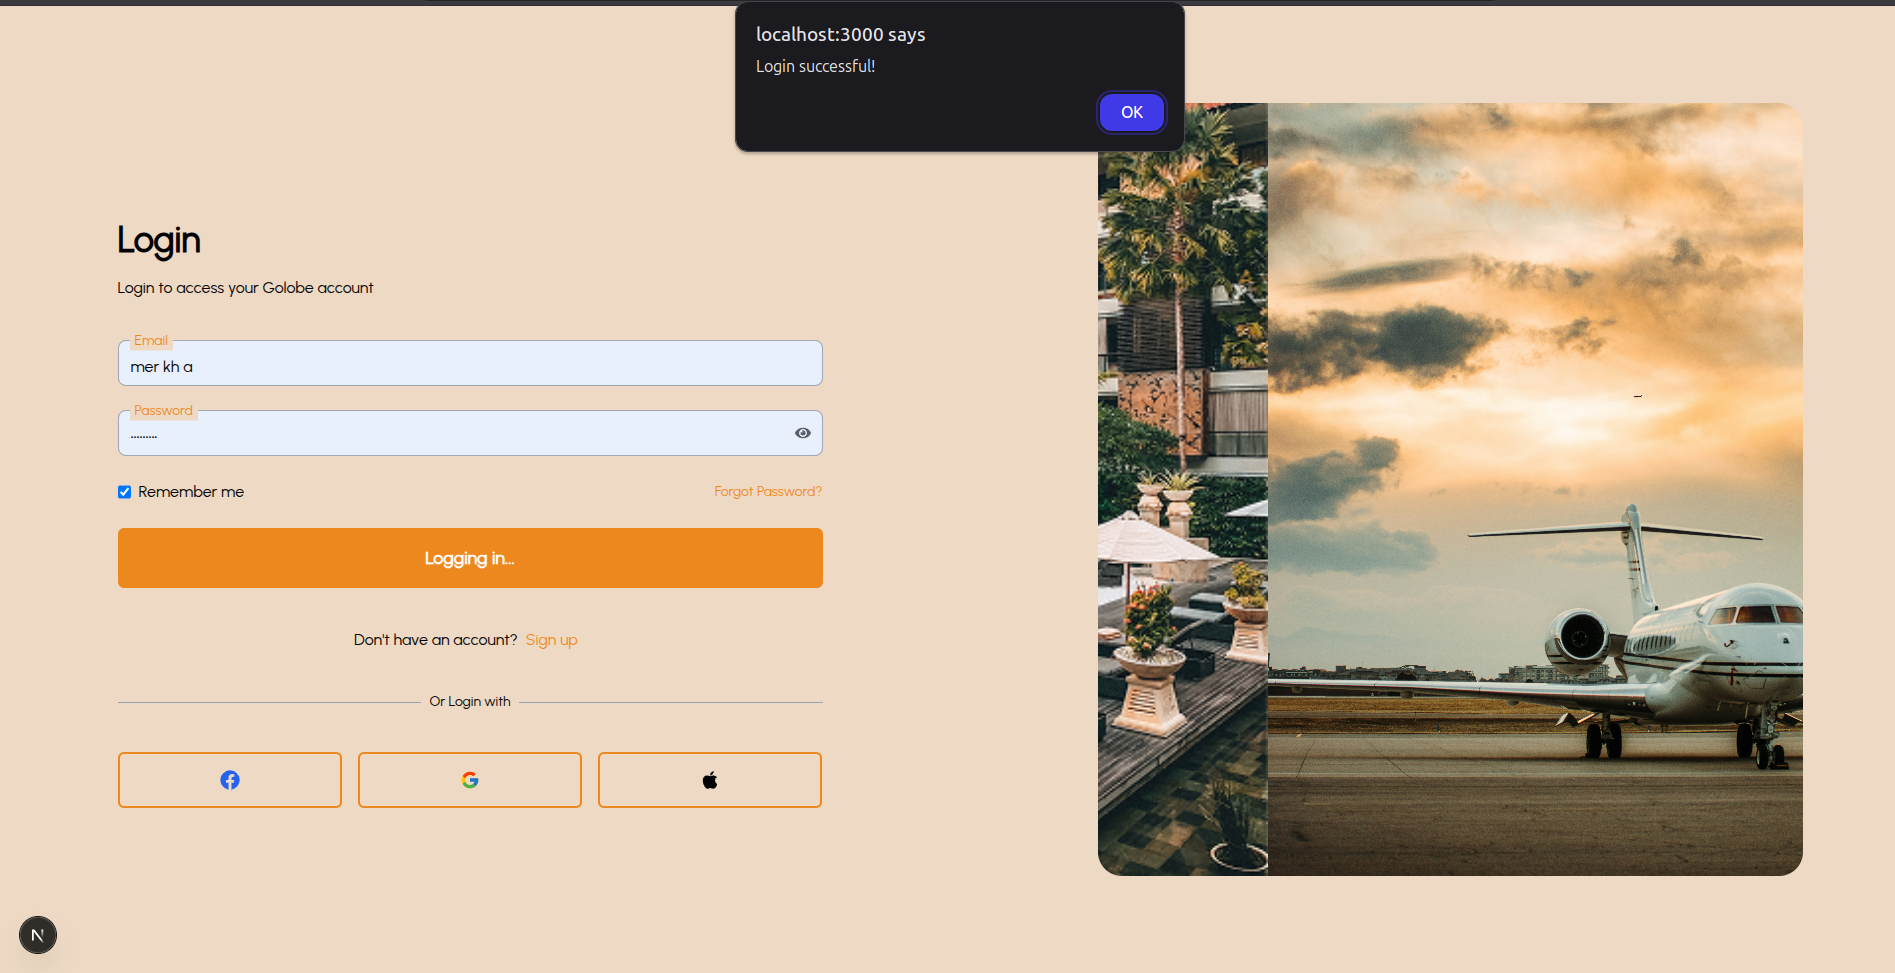 localhost:3000 says
Login successful!
OK
Login
Login to access your Golobe account
Email
mer kh a
Password
Remember me
Forgot Password?
Logging in...
Don't have an account? Sign up
Or Login with
N